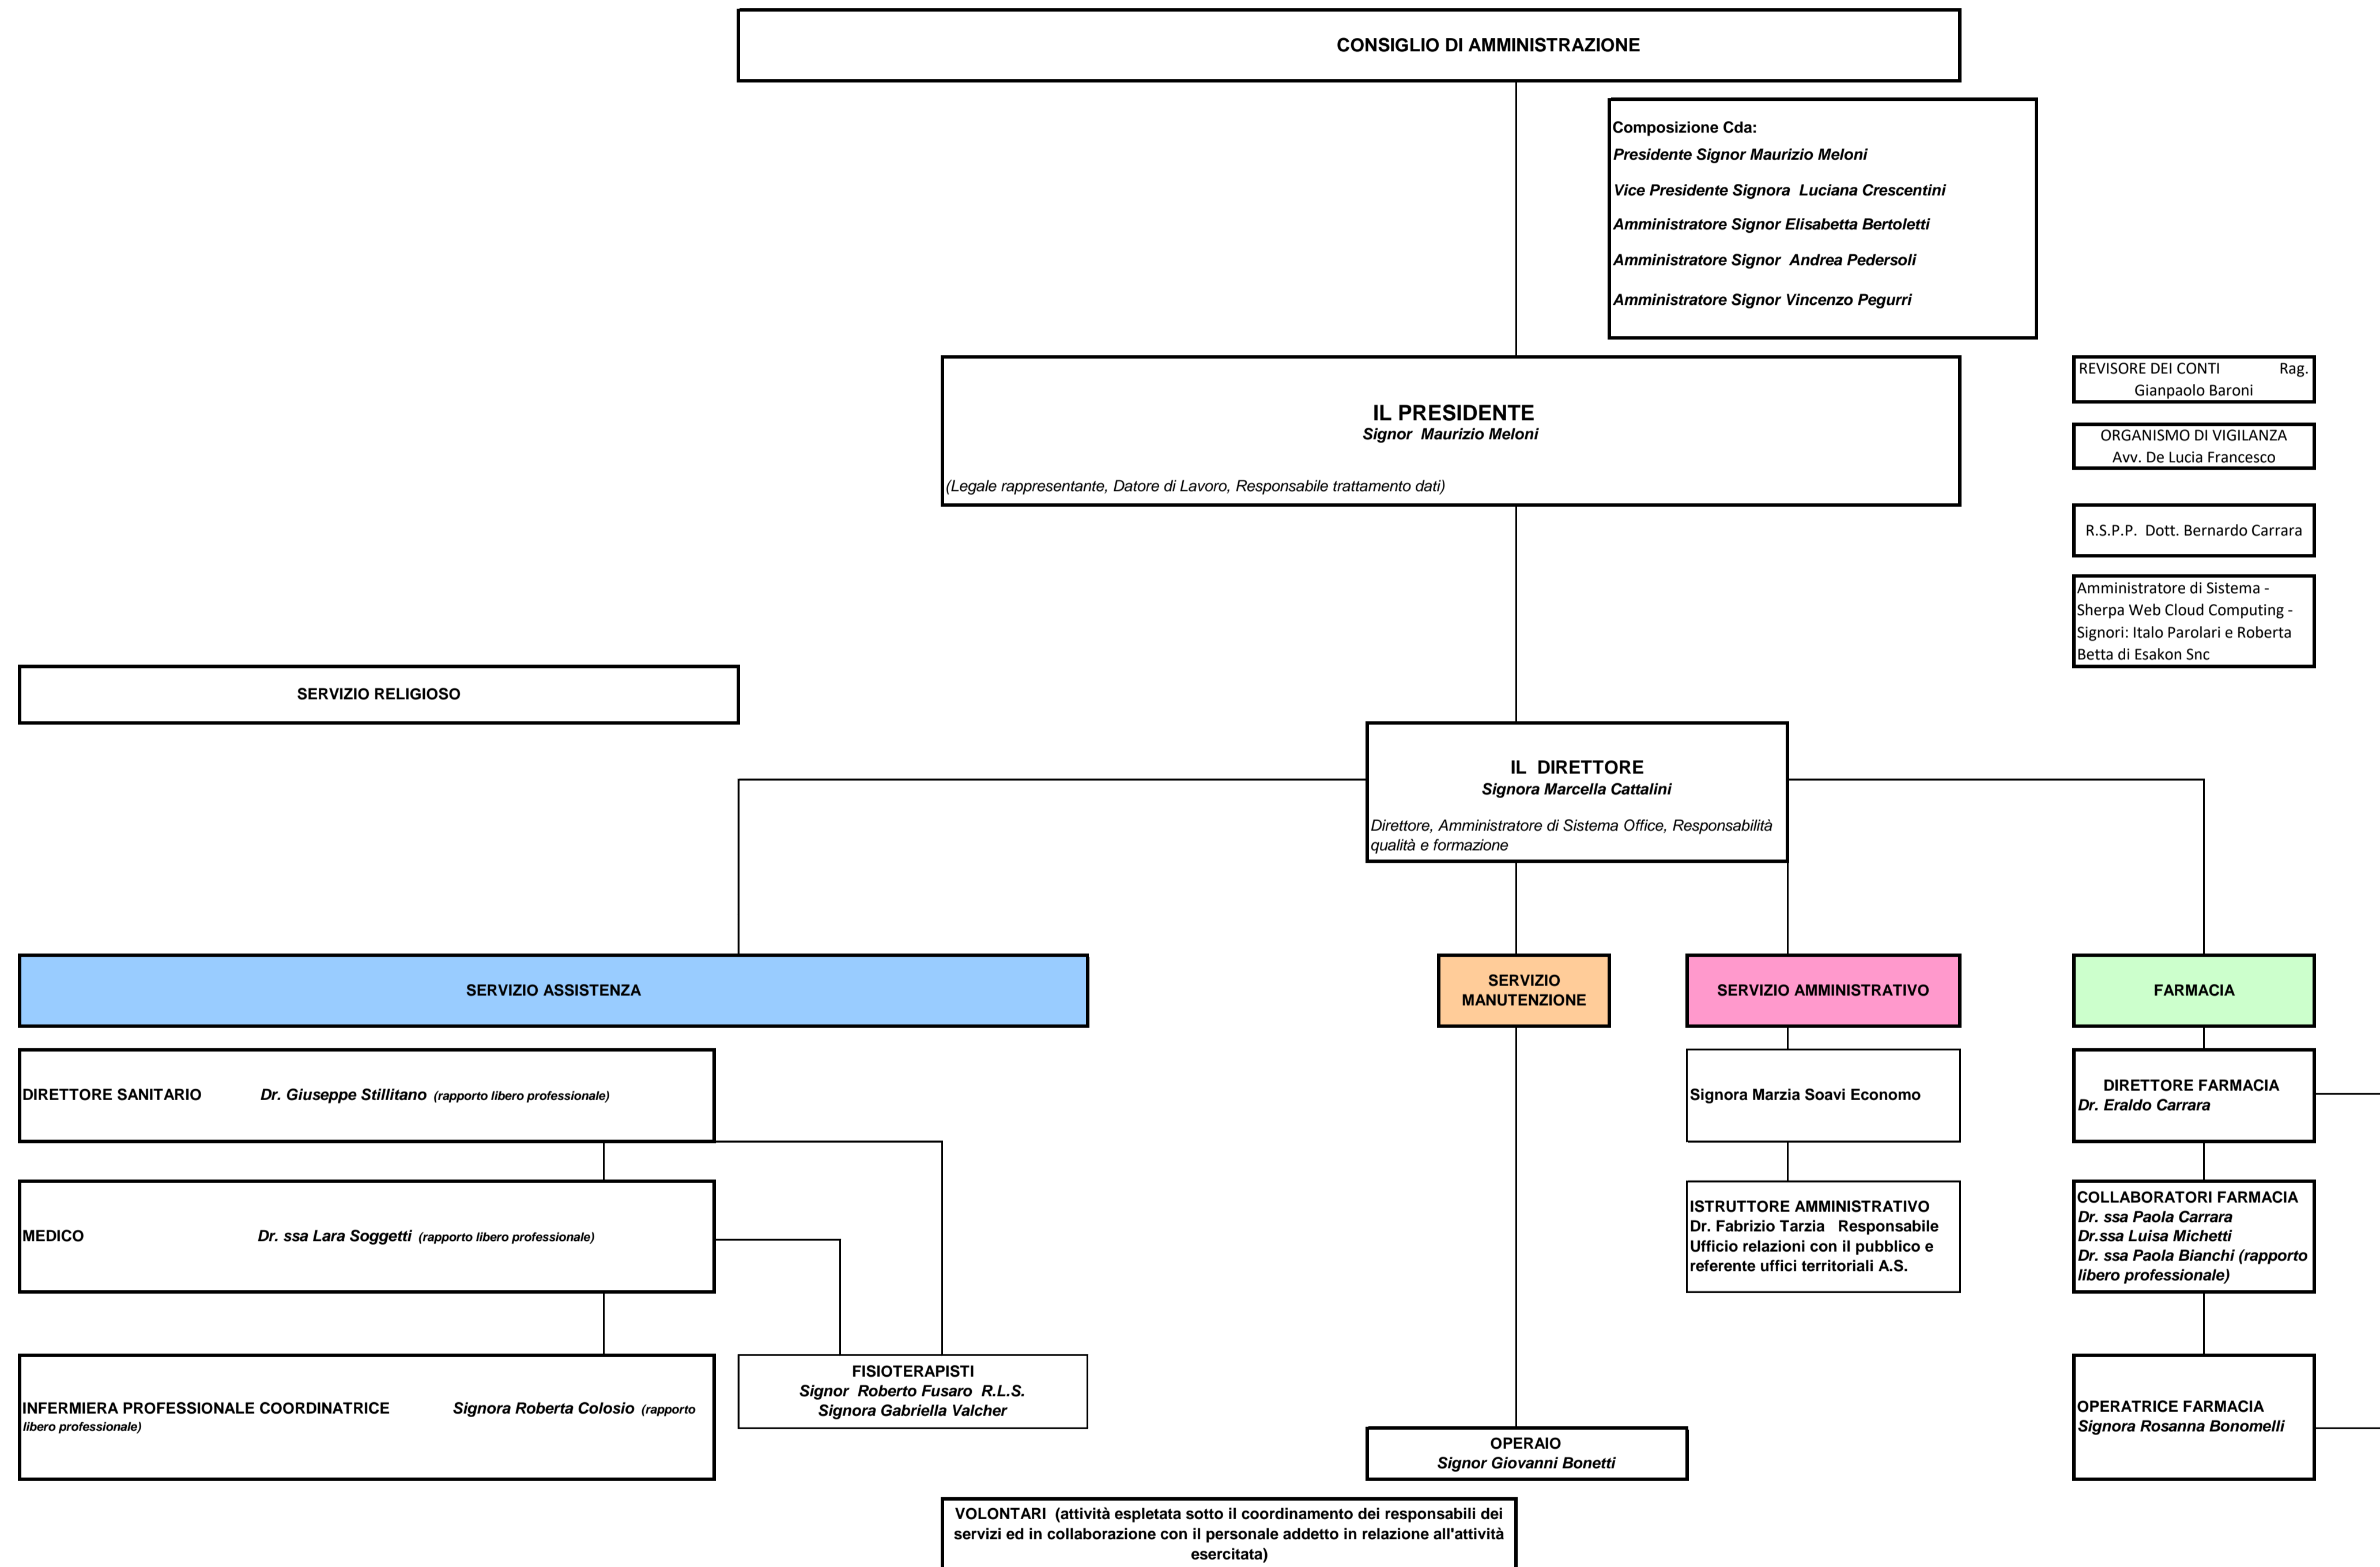 CONSIGLIO DI AMMINISTRAZIONE
Composizione Cda:
Presidente Signor Maurizio Meloni
Vice Presidente Signora Luciana Crescentini
Amministratore Signor Elisabetta Bertoletti
Amministratore Signor Andrea Pedersoli
Amministratore Signor Vincenzo Pegurri
IL PRESIDENTE
Signor Maurizio Meloni
(Legale rappresentante, Datore di Lavoro, Responsabile trattamento dati)
REVISORE DEI CONTI Rag.
Gianpaolo Baroni
ORGANISMO DI VIGILANZA
Avv. De Lucia Francesco
R.S.P.P. Dott. Bernardo Carrara
Amministratore di Sistema -
Sherpa Web Cloud Computing -
Signori: Italo Parolari e Roberta
Betta di Esakon Snc
SERVIZIO RELIGIOSO
IL DIRETTORE
Signora Marcella Cattalini
Direttore, Amministratore di Sistema Office, Responsabilità
qualità e formazione
SERVIZIO ASSISTENZA
SERVIZIO
MANUTENZIONE
SERVIZIO AMMINISTRATIVO
FARMACIA
DIRETTORE SANITARIO Dr. Giuseppe Stillitano (rapporto libero professionale)
Signora Marzia Soavi Economo
DIRETTORE FARMACIA
Dr. Eraldo Carrara
MEDICO Dr. ssa Lara Soggetti (rapporto libero professionale)
ISTRUTTORE AMMINISTRATIVO
Dr. Fabrizio Tarzia Responsabile
Ufficio relazioni con il pubblico e
referente uffici territoriali A.S.
COLLABORATORI FARMACIA
Dr. ssa Paola Carrara
Dr.ssa Luisa Michetti
Dr. ssa Paola Bianchi (rapporto
libero professionale)
INFERMIERA PROFESSIONALE COORDINATRICE Signora Roberta Colosio (rapporto
libero professionale)
FISIOTERAPISTI
Signor Roberto Fusaro R.L.S.
Signora Gabriella Valcher
OPERAIO
Signor Giovanni Bonetti
OPERATRICE FARMACIA
Signora Rosanna Bonomelli
VOLONTARI (attività espletata sotto il coordinamento dei responsabili dei
servizi ed in collaborazione con il personale addetto in relazione all'attività
esercitata)